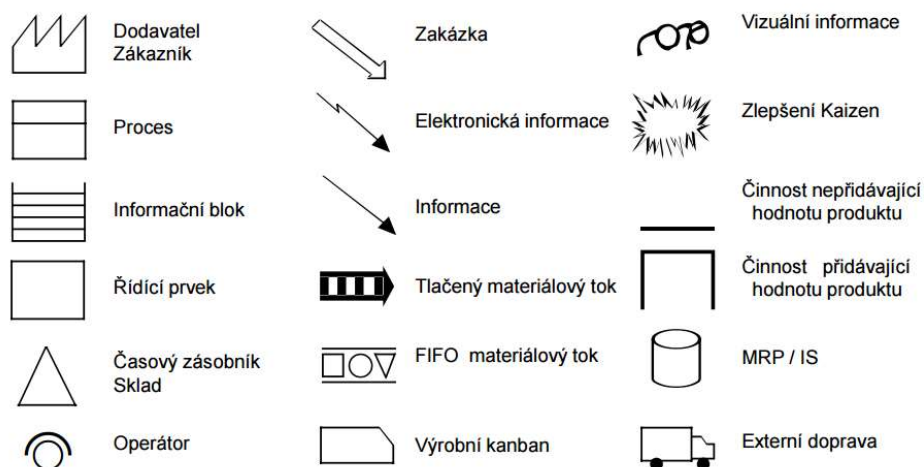 Dodavatel
Zákazník
Zakázka
Vizuální informace
Proces
Elektronická informace
Zlepšení Kaizen
Informační blok
Informace
Činnost nepřidávající
hodnotu produktu
Řídící prvek
Tlačený materiálový tok
Činnost přidávající
hodnotu produktu
Časový zásobník
Sklad
FIFO materiálový tok
MRP / IS
Operátor
Výrobní kanban
Externí doprava